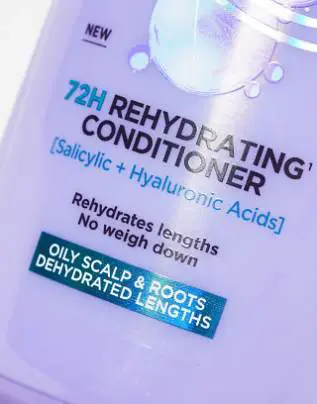 NEW
72H REHYDRATING¹
CONDITIONER
[Salicylic + Hyaluronic Acids]
Rehydrates lengths
No weigh down
OILY SCALP & ROOTS
DEHYDRATED LENGTHS